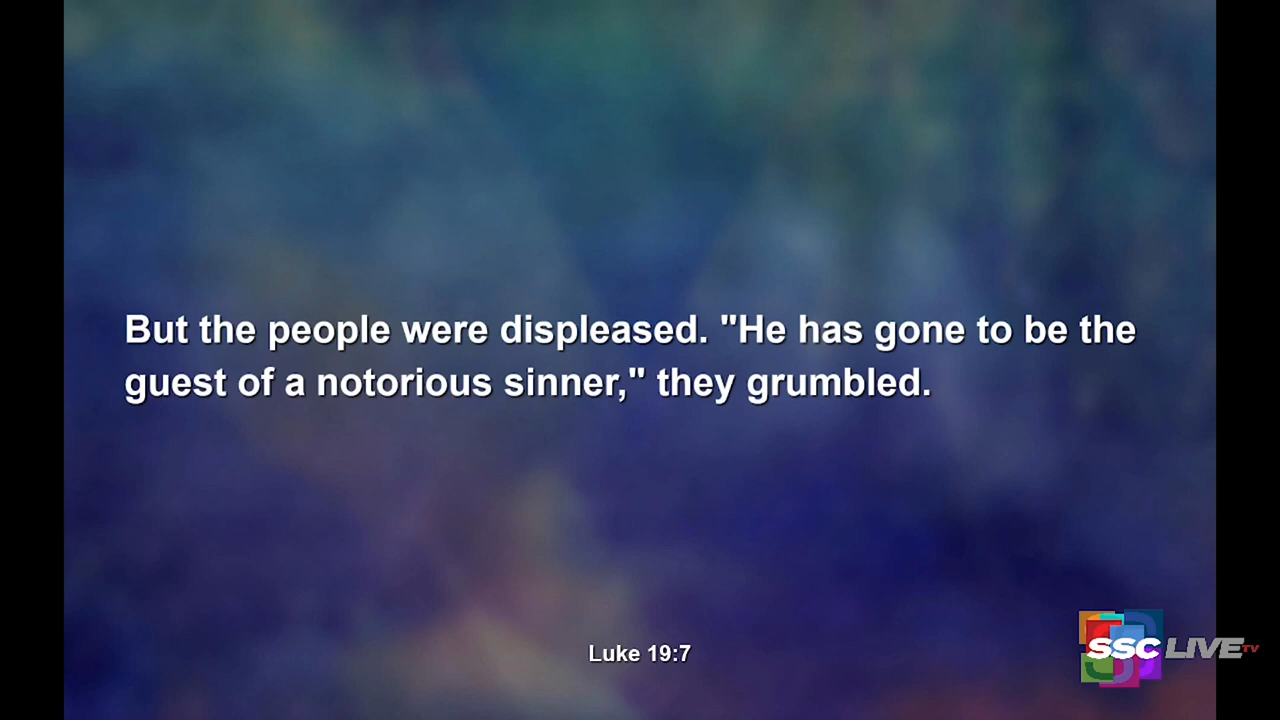 But the people were displeased. "He has gone to be the
guest of a notorious sinner," they grumbled.
Luke 19:7
SSC LIVE TV